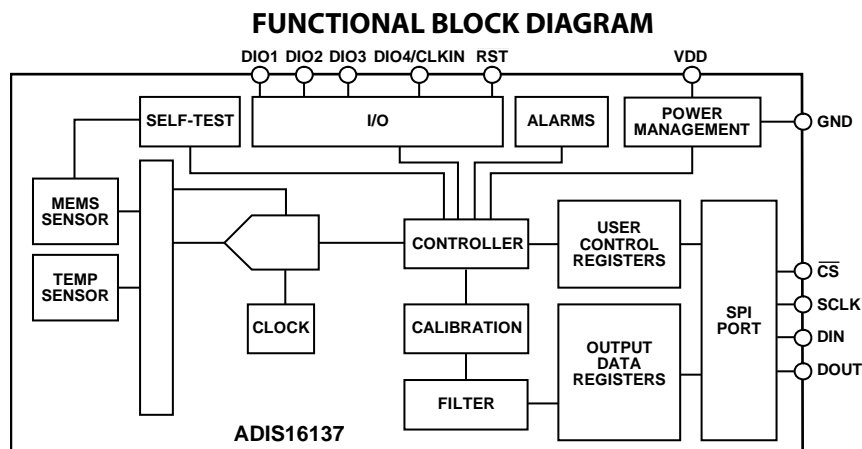 FUNCTIONAL BLOCK DIAGRAM
DIO1 DIO2 DIO3 DIO4/CLKIN RST VDD
SELF-TEST
I/O
ALARMS
POWER
MANAGEMENT
GND
MEMS
SENSOR
TEMP
SENSOR
CLOCK
CONTROLLER
CALIBRATION
FILTER
USER
CONTROL
REGISTERS
OUTPUT
DATA
REGISTERS
SPI
PORT
CS
SCLK
DIN
DOUT
ADIS16137